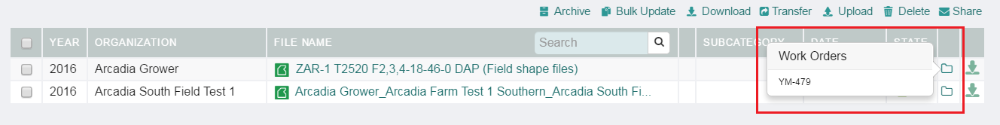 Archive Bulk Update Download Transfer Upload Delete Share
YEAR ORGANIZATION FILE NAME Search SUBCATEGORY DATE STATE
Work Orders
2016 Arcadia Grower ZAR-1 T2520 F2,3,4-18-46-0 DAP (Field shape files)
YM-479
2016 Arcadia South Field Test 1 Arcadia Grower_Arcadia Farm Test 1 Southern_Arcadia South Fi...